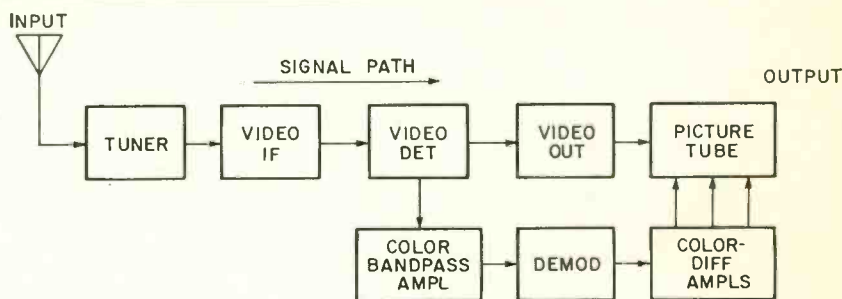 INPUT
SIGNAL PATH
OUTPUT
TUNER
VIDEO
IF
VIDEO
DET
VIDEO
OUT
PICTURE
TUBE
COLOR
BANDPASS
AMPL
DEMOD
COLOR-
DIFF
AMPLS